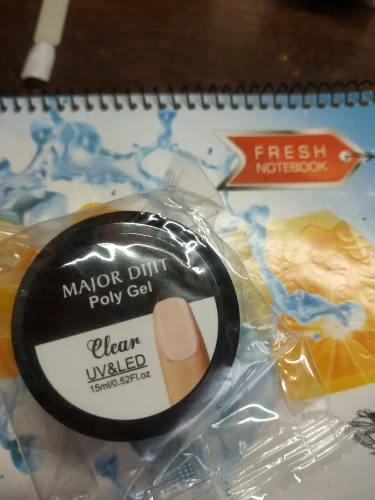 FRESH
NOTEBOOK
MAJOR DIJIT
Poly Gel
Clear
UV&LED
15ml/0.52Fl.oz